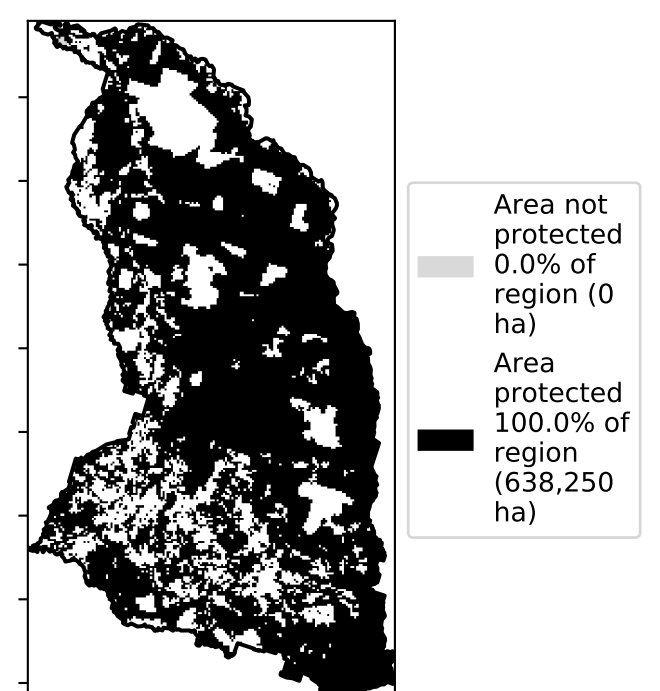 Area not
protected
0.0% of
region (0
ha)
Area
protected
100.0% of
region
(638,250
ha)